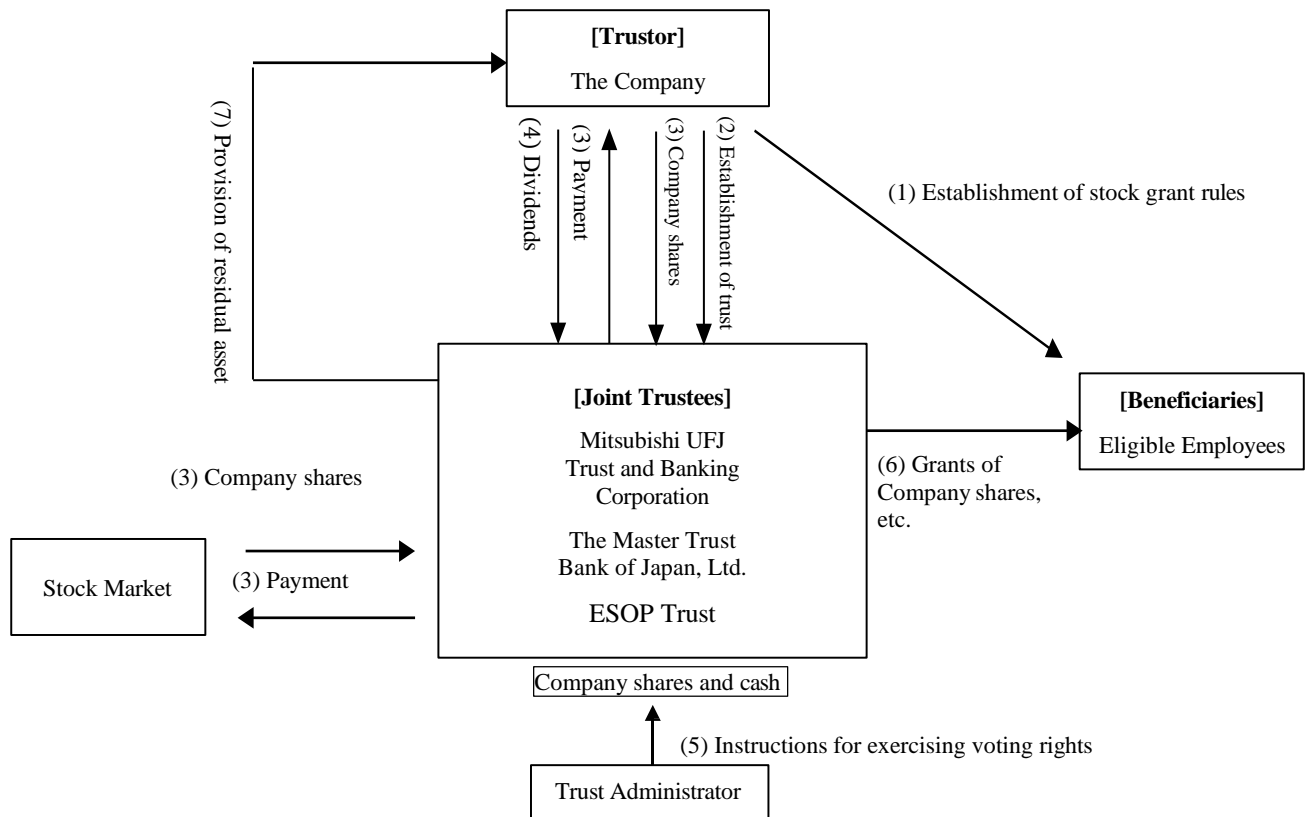 [Trustor]
The Company
(7) Provision of residual asset
(4) Dividends
(3) Payment
(3) Company shares
(2) Establishment of trust
(1) Establishment of stock grant rules
[Joint Trustees]
Mitsubishi UFJ
Trust and Banking
Corporation
The Master Trust
Bank of Japan, Ltd.
ESOP Trust
[Beneficiaries]
Eligible Employees
(6) Grants of
Company shares,
etc.
(3) Company shares
Stock Market
(3) Payment
Company shares and cash
(5) Instructions for exercising voting rights
Trust Administrator